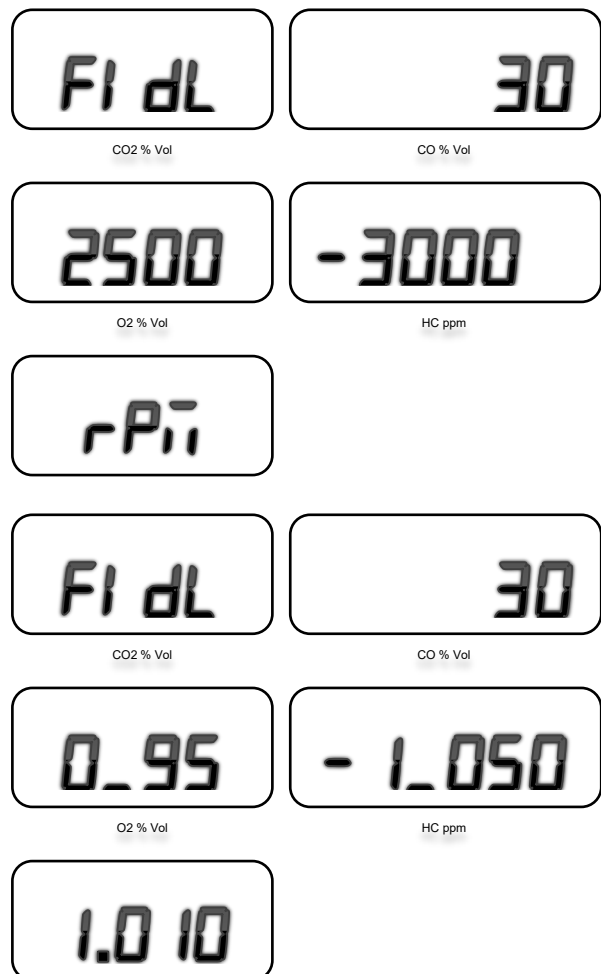 FI dL 30
CO2 % Vol CO % Vol
2500 -3000
O2 % Vol HC ppm
rPm
FI dL 30
CO2 % Vol CO % Vol
0_95 - 1_050
O2 % Vol HC ppm
1.010